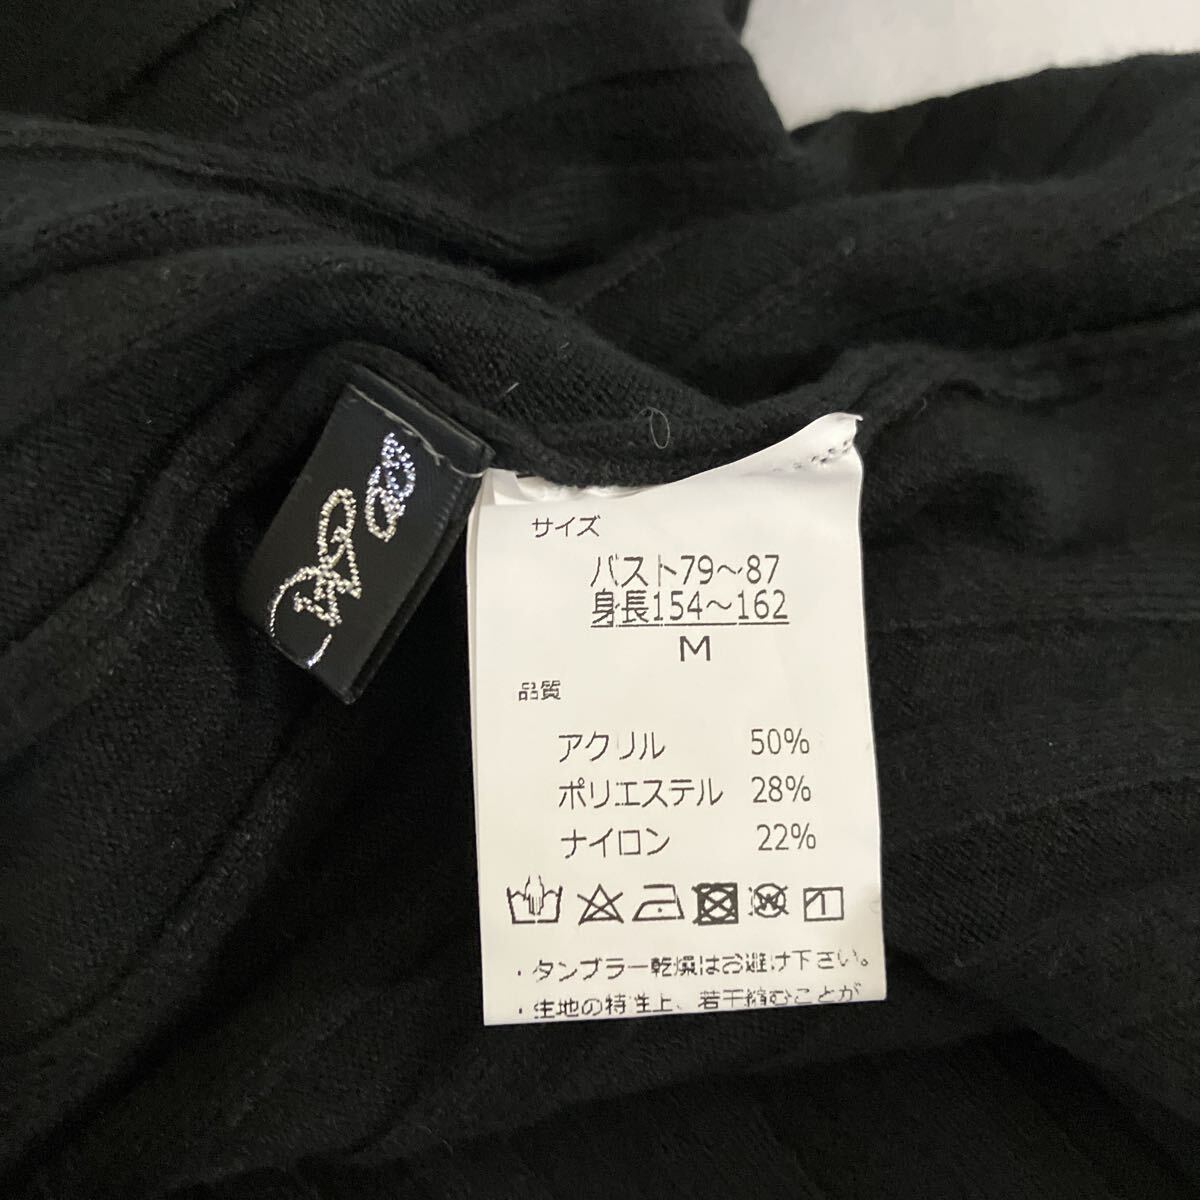 サイズ
バスト79～87
身長154～162
M
品質
アクリル 50%
ポリエステル 28%
ナイロン 22%
・タンブラー乾燥はお避け下さい。
・生地の特性上、若干縮むことが